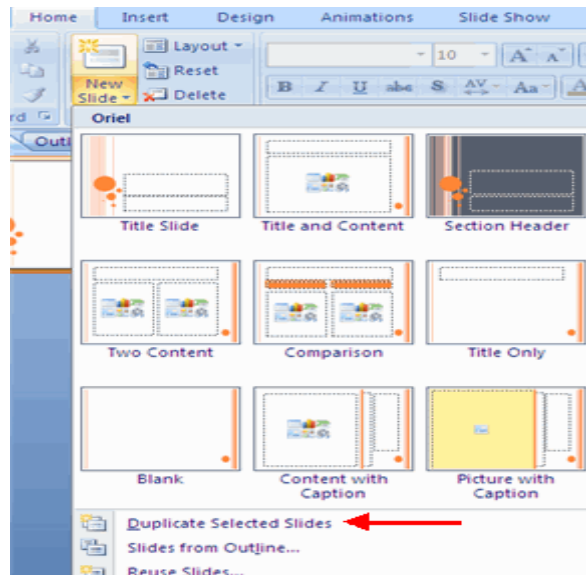 Home Insert Design Animations Slide Show
Layout
10 A A
Reset
New
Slide
Delete
B I U abc S AV Aa A
rd
Oriel
Outl
Title Slide Title and Content Section Header
Two Content Comparison Title Only
Blank Content with Caption Picture with Caption
Duplicate Selected Slides
Slides from Outline...
Reuse Slides...